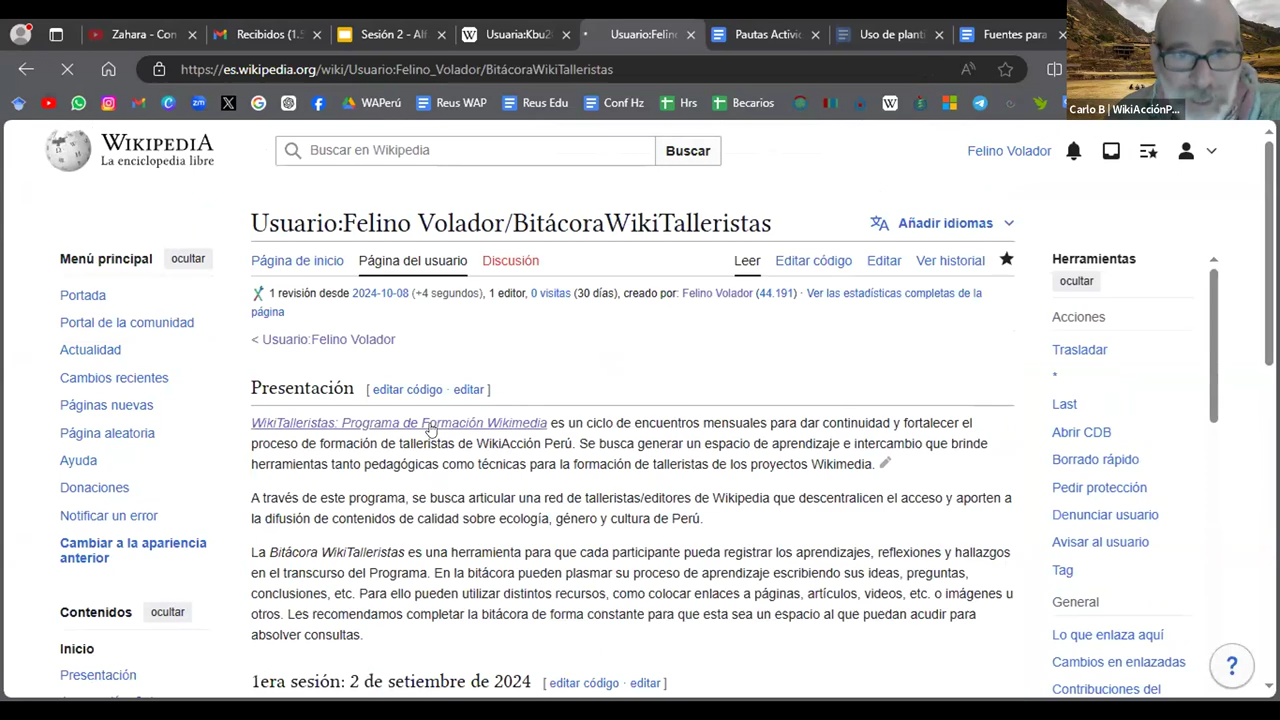 Zahara - Con
Recibidos (1.5
Sesión 2 - Alf
Usuaria:Kbu2
Usuario:Felin
Pautas Activid
Uso de planti
Fuentes para
https://es.wikipedia.org/wiki/Usuario:Felino_Volador/BitácoraWikiTalleristas
WAPerú
Reus WAP
Reus Edu
Conf Hz
Hrs
Becarios
Carlo B | WikiAcciónP...
WIKIPEDIA
La enciclopedia libre
Buscar en Wikipedia
Buscar
Felino Volador
Usuario:Felino Volador/BitácoraWikiTalleristas
Añadir idiomas
Página de inicio
Página del usuario
Discusión
Leer
Editar código
Editar
Ver historial
1 revisión desde 2024-10-08 (+4 segundos), 1 editor, 0 visitas (30 días), creado por: Felino Volador (44.191) · Ver las estadísticas completas de la
página
< Usuario:Felino Volador
Presentación [ editar código · editar ]
WikiTalleristas: Programa de Formación Wikimedia es un ciclo de encuentros mensuales para dar continuidad y fortalecer el
proceso de formación de talleristas de WikiAcción Perú. Se busca generar un espacio de aprendizaje e intercambio que brinde
herramientas tanto pedagógicas como técnicas para la formación de talleristas de los proyectos Wikimedia.
A través de este programa, se busca articular una red de talleristas/editores de Wikipedia que descentralicen el acceso y aporten a
la difusión de contenidos de calidad sobre ecología, género y cultura de Perú.
La Bitácora WikiTalleristas es una herramienta para que cada participante pueda registrar los aprendizajes, reflexiones y hallazgos
en el transcurso del Programa. En la bitácora pueden plasmar su proceso de aprendizaje escribiendo sus ideas, preguntas,
conclusiones, etc. Para ello pueden utilizar distintos recursos, como colocar enlaces a páginas, artículos, videos, etc. o imágenes u
otros. Les recomendamos completar la bitácora de forma constante para que esta sea un espacio al que puedan acudir para
absolver consultas.
1era sesión: 2 de setiembre de 2024 [ editar código · editar ]
Menú principal
ocultar
Portada
Portal de la comunidad
Actualidad
Cambios recientes
Páginas nuevas
Página aleatoria
Ayuda
Donaciones
Notificar un error
Cambiar a la apariencia
anterior
Contenidos
ocultar
Inicio
Presentación
Herramientas
ocultar
Acciones
Trasladar
*
Last
Abrir CDB
Borrado rápido
Pedir protección
Denunciar usuario
Avisar al usuario
Tag
General
Lo que enlaza aquí
Cambios en enlazadas
Contribuciones del
?